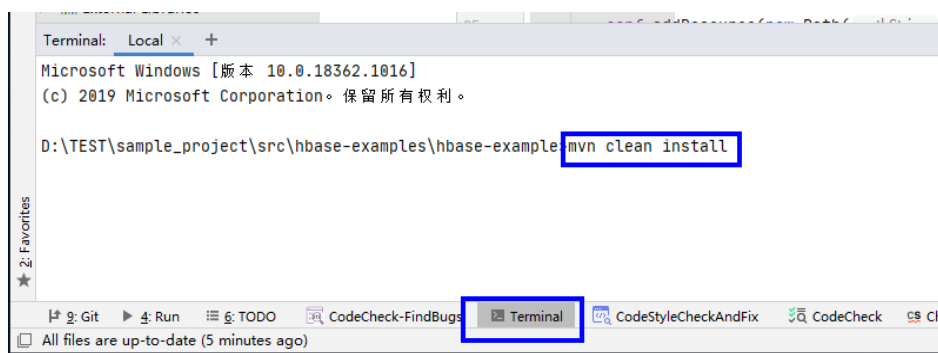 Terminal: Local × +
Microsoft Windows [版本 10.0.18362.1016]
(c) 2019 Microsoft Corporation。保留所有权利。
D:\TEST\sample_project\src\hbase-examples\hbase-example>mvn clean install
2: Favorites
9: Git 4: Run 6: TODO CodeCheck-FindBugs Terminal CodeStyleCheckAndFix CodeCheck
All files are up-to-date (5 minutes ago)